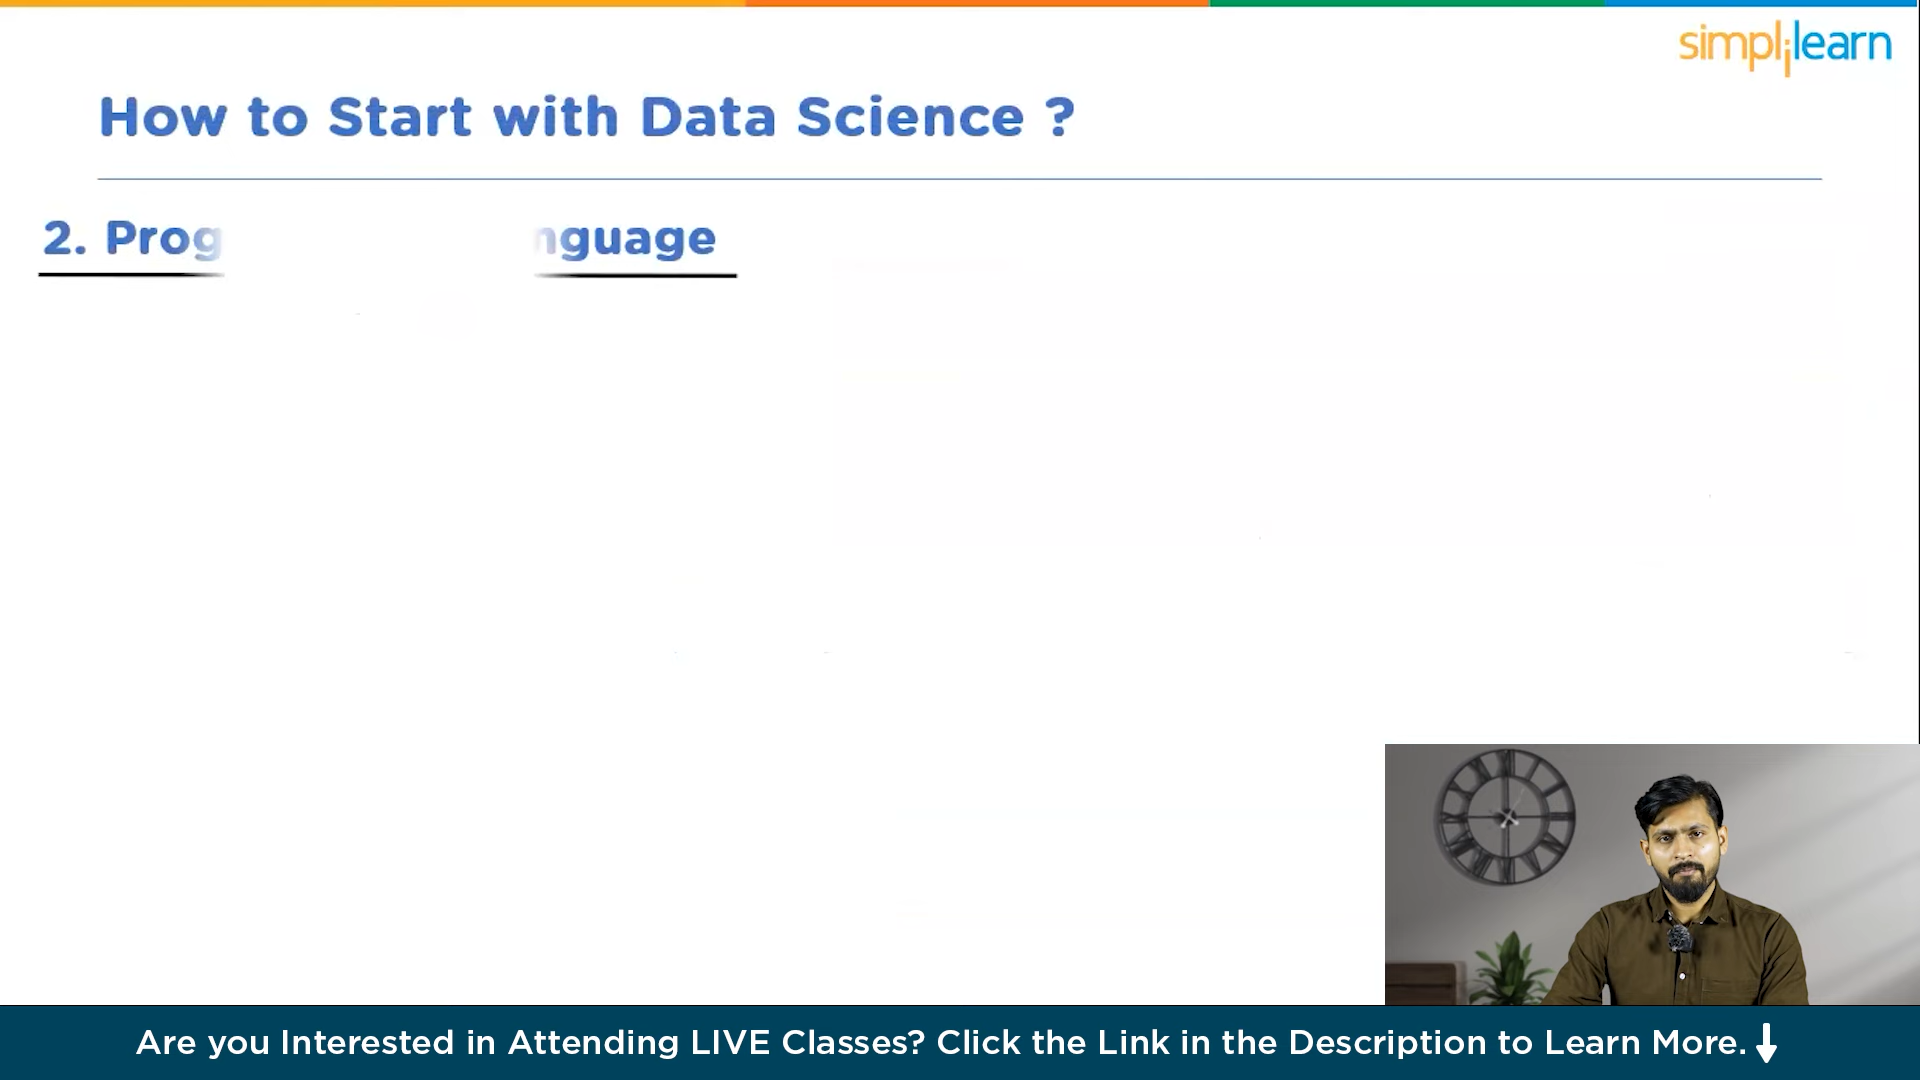 simplilearn
How to Start with Data Science ?
2. Prog nguage
Are you Interested in Attending LIVE Classes? Click the Link in the Description to Learn More.